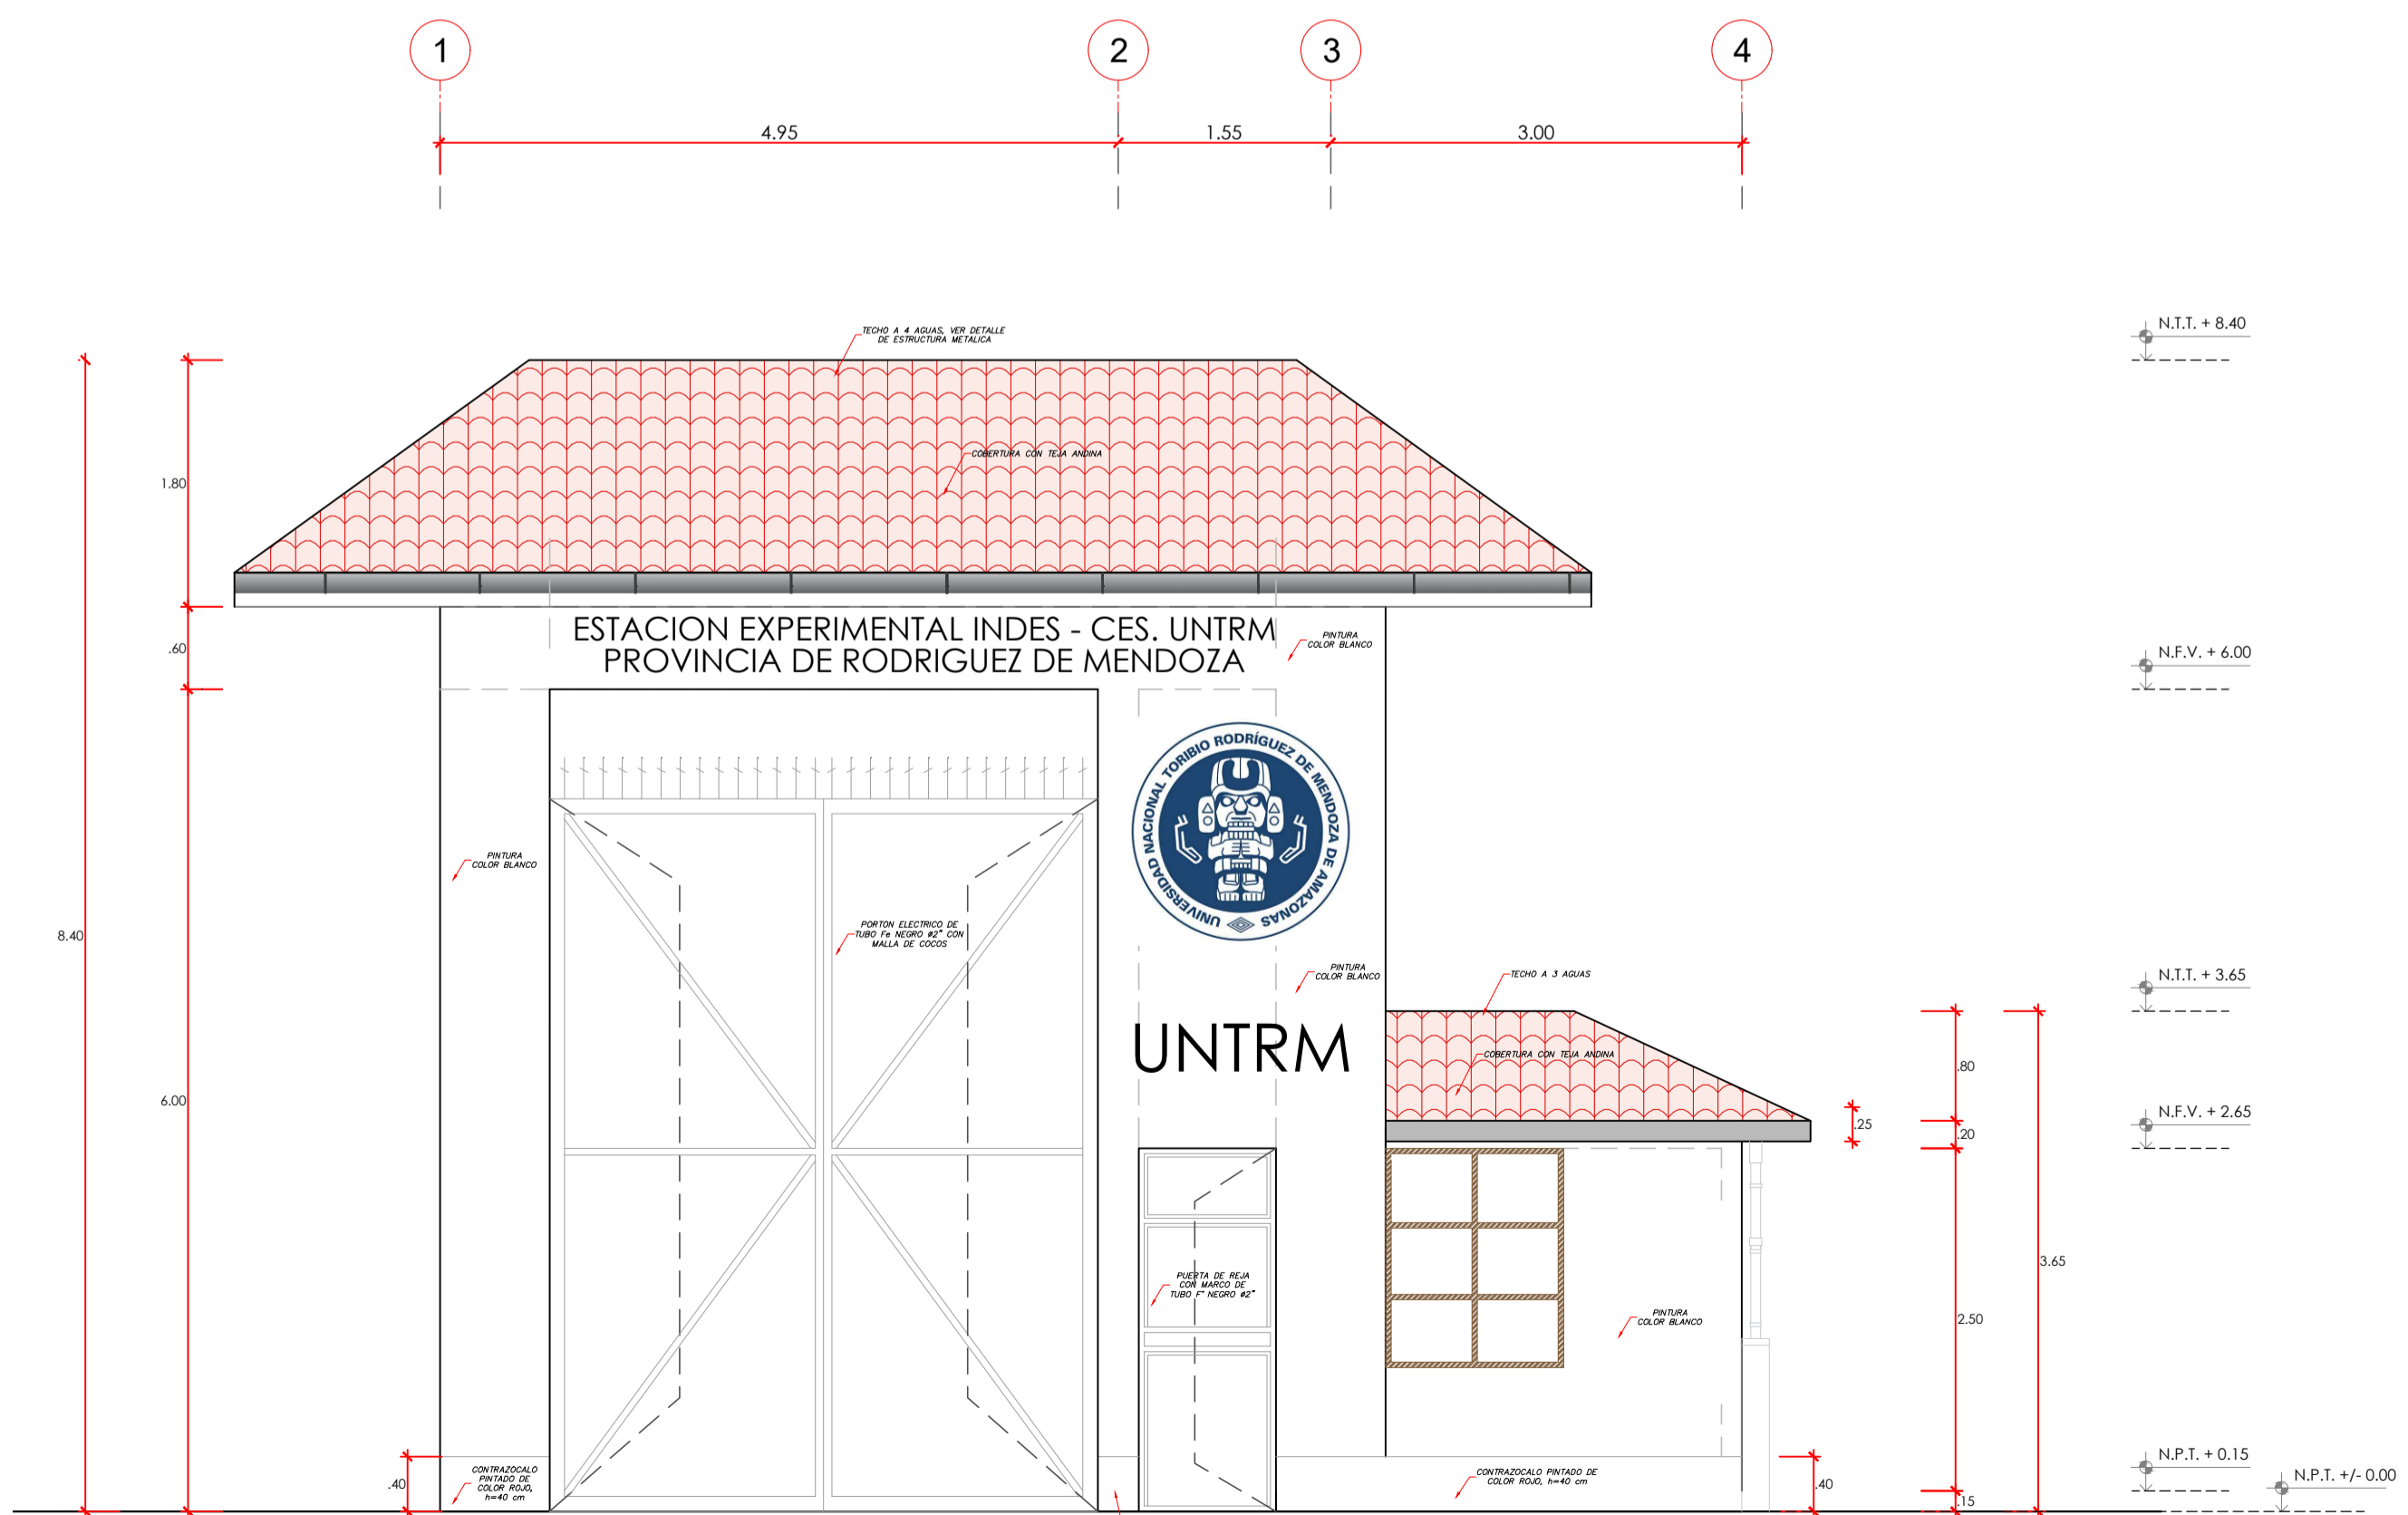 1
2
3
4
4.95
1.55
3.00
N.T.T. + 8.40
TECHO A 4 AGUAS, VER DETALLE
DE ESTRUCTURA METALICA
COBERTURA CON TEJA ANDINA
1.80
ESTACION EXPERIMENTAL INDES - CES. UNTRM
PROVINCIA DE RODRIGUEZ DE MENDOZA
PINTURA
COLOR BLANCO
.60
N.F.V. + 6.00
UNIVERSIDAD NACIONAL TORIBIO RODRÍGUEZ DE MENDOZA DE AMAZONAS
PINTURA
COLOR BLANCO
PORTON ELECTRICO DE
TUBO Fe NEGRO ø2" CON
MALLA DE COCOS
8.40
PINTURA
COLOR BLANCO
TECHO A 3 AGUAS
N.T.T. + 3.65
UNTRM
COBERTURA CON TEJA ANDINA
.80
6.00
.25
.20
N.F.V. + 2.65
3.65
PUERTA DE REJA
CON MARCO DE
TUBO F° NEGRO ø2"
PINTURA
COLOR BLANCO
2.50
N.P.T. + 0.15
N.P.T. +/- 0.00
.40
CONTRAZOCALO
PINTADO DE
COLOR ROJO,
h=40 cm
CONTRAZOCALO PINTADO DE
COLOR ROJO, h=40 cm
.40
.15